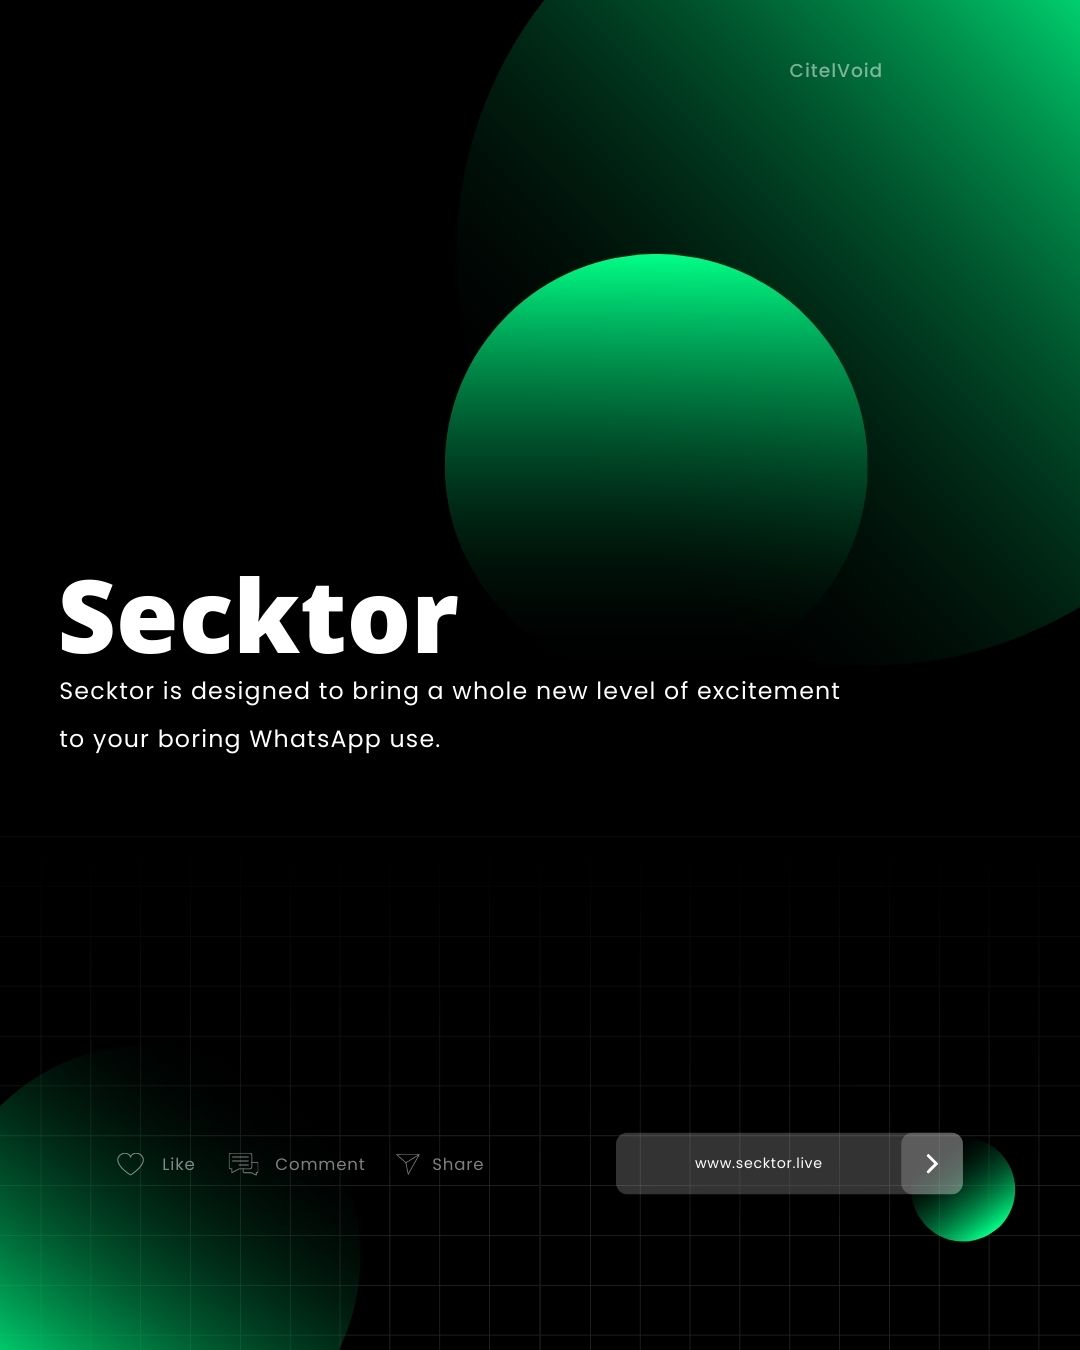 CitelVoid
Secktor
Secktor is designed to bring a whole new level of excitement
to your boring WhatsApp use.
Like
Comment
Share
www.secktor.live